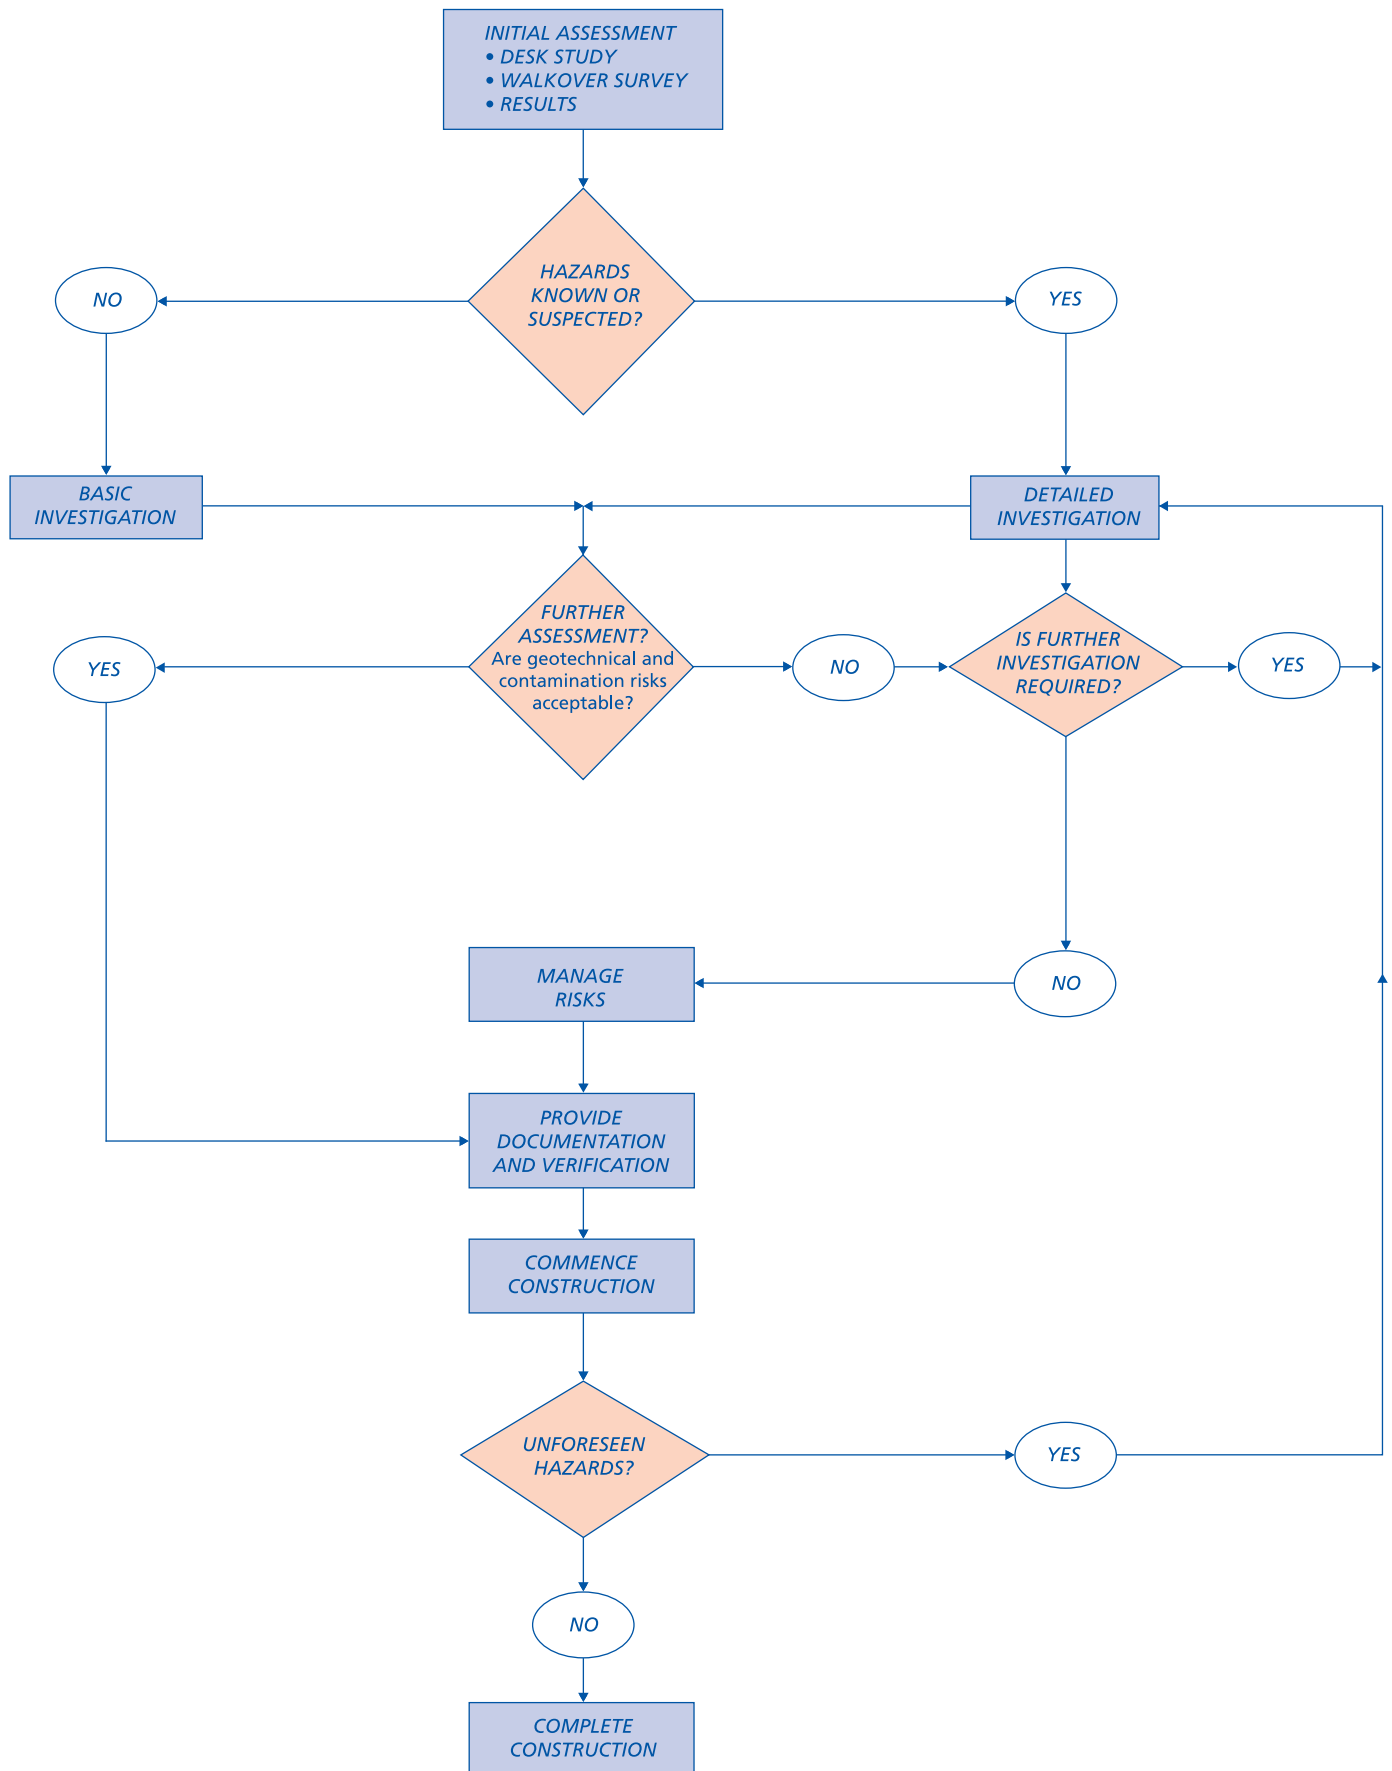 INITIAL ASSESSMENT
• DESK STUDY
• WALKOVER SURVEY
• RESULTS
HAZARDS
KNOWN OR
SUSPECTED?
NO
YES
BASIC
INVESTIGATION
DETAILED
INVESTIGATION
FURTHER
ASSESSMENT?
Are geotechnical and
contamination risks
acceptable?
YES
NO
IS FURTHER
INVESTIGATION
REQUIRED?
YES
MANAGE
RISKS
NO
PROVIDE
DOCUMENTATION
AND VERIFICATION
COMMENCE
CONSTRUCTION
UNFORESEEN
HAZARDS?
YES
NO
COMPLETE
CONSTRUCTION